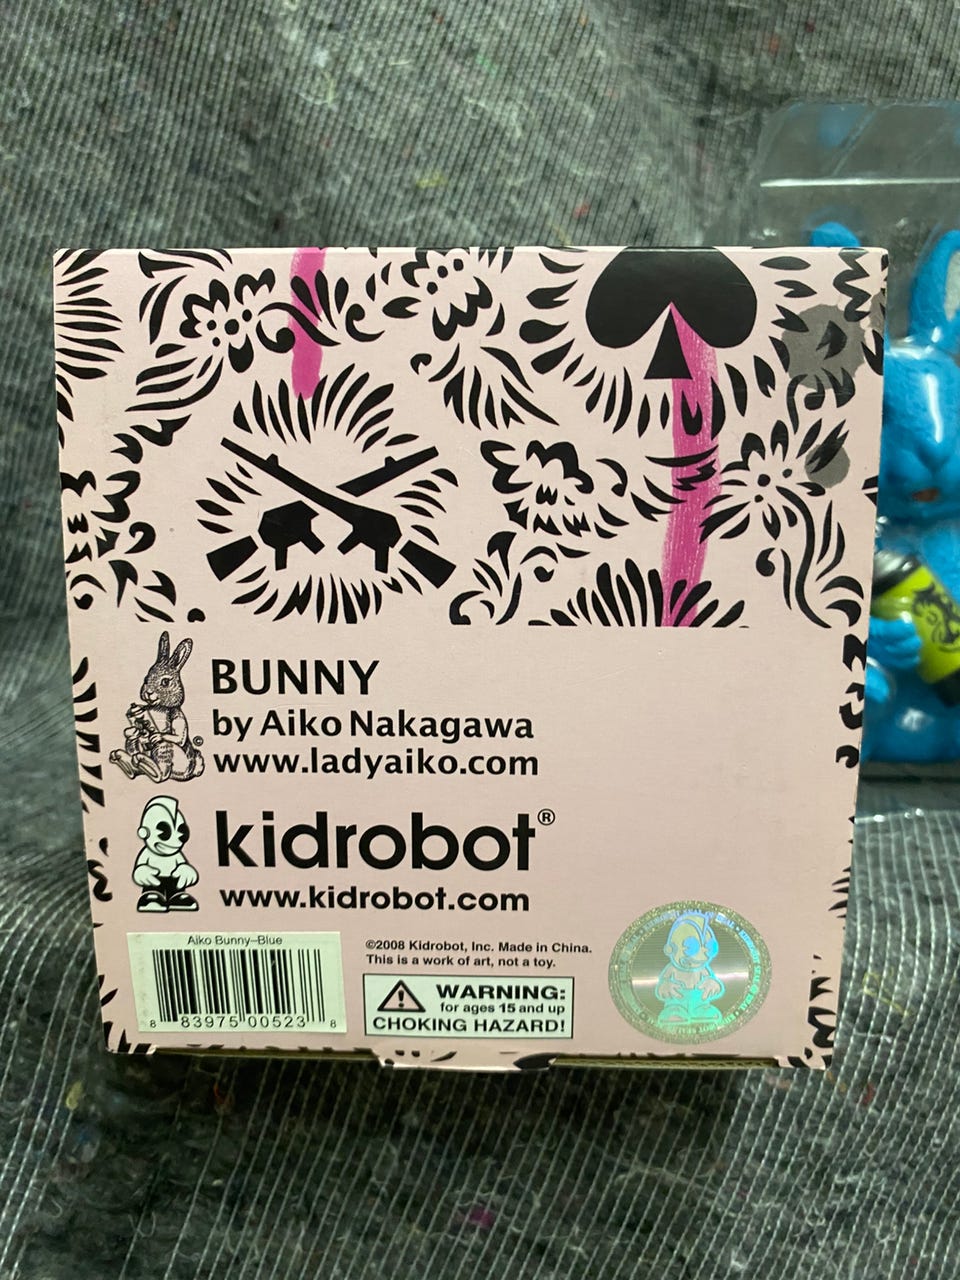 BUNNY
by Aiko Nakagawa
©
www.ladyaiko.com
kidrobot®
www.kidrobot.com
Aiko Bunny–Blue
8 83975 00523 8
©2008 Kidrobot, Inc. Made in China.
This is a work of art, not a toy.
WARNING:
for ages 15 and up
CHOKING HAZARD!